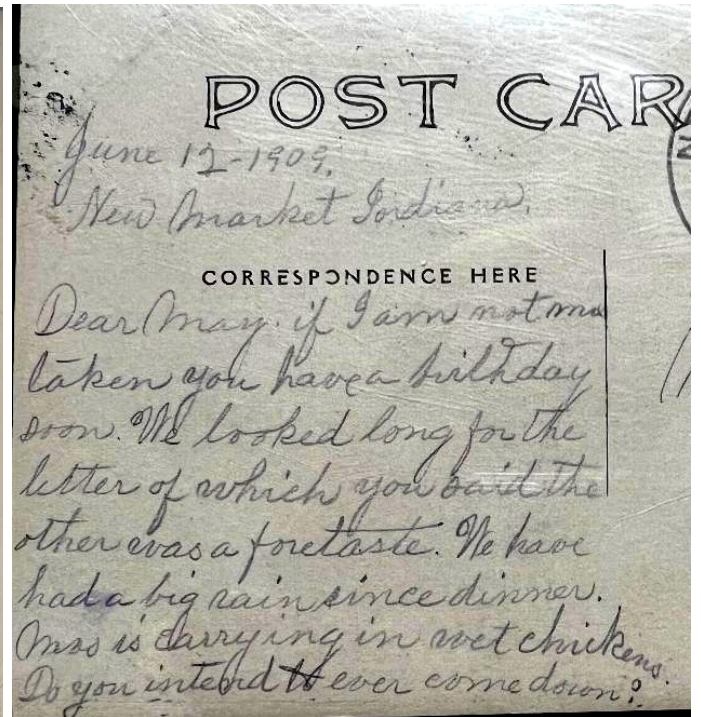 POST CAR
June 12-1909.
New Market Indiana.
CORRESPONDENCE HERE
Dear May. if I am not mis
taken you have a birthday
soon. We looked long for the
letter of which you said the
other was a foretaste. We have
had a big rain since dinner.
is carrying in wet chickens.
Do you intend to ever come down?